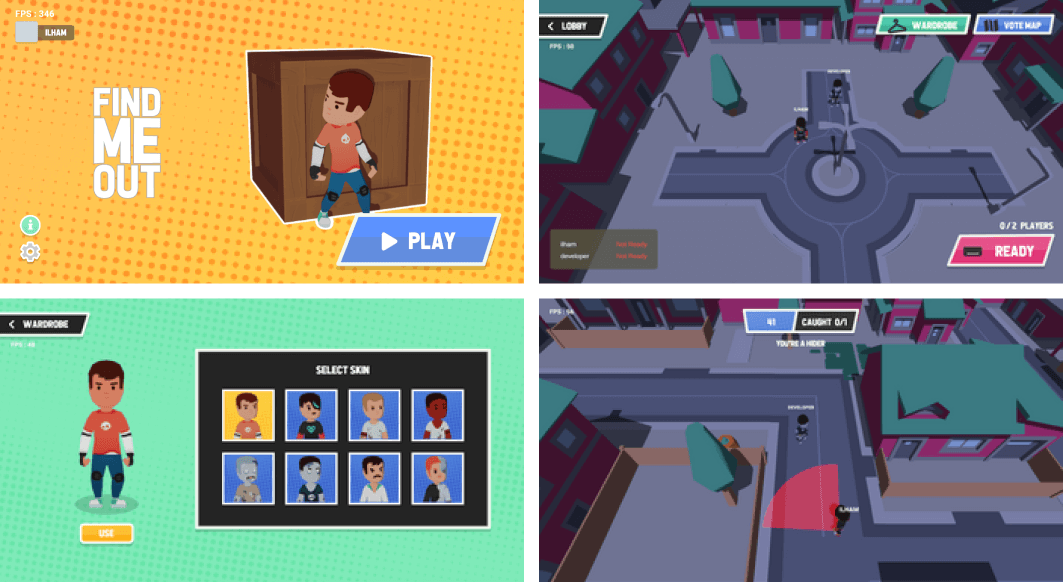 FPS : 346
ILHAM
FIND
ME
OUT
PLAY
LOBBY
FPS : 50
WARDROBE
VOTE MAP
DEVELOPER
ILHAM
ilham Not Ready
developer Not Ready
0/2 PLAYERS
READY
WARDROBE
FPS : 48
SELECT SKIN
USE
41
CAUGHT 0/1
YOU'RE A HIDER
DEVELOPER
ILHAM